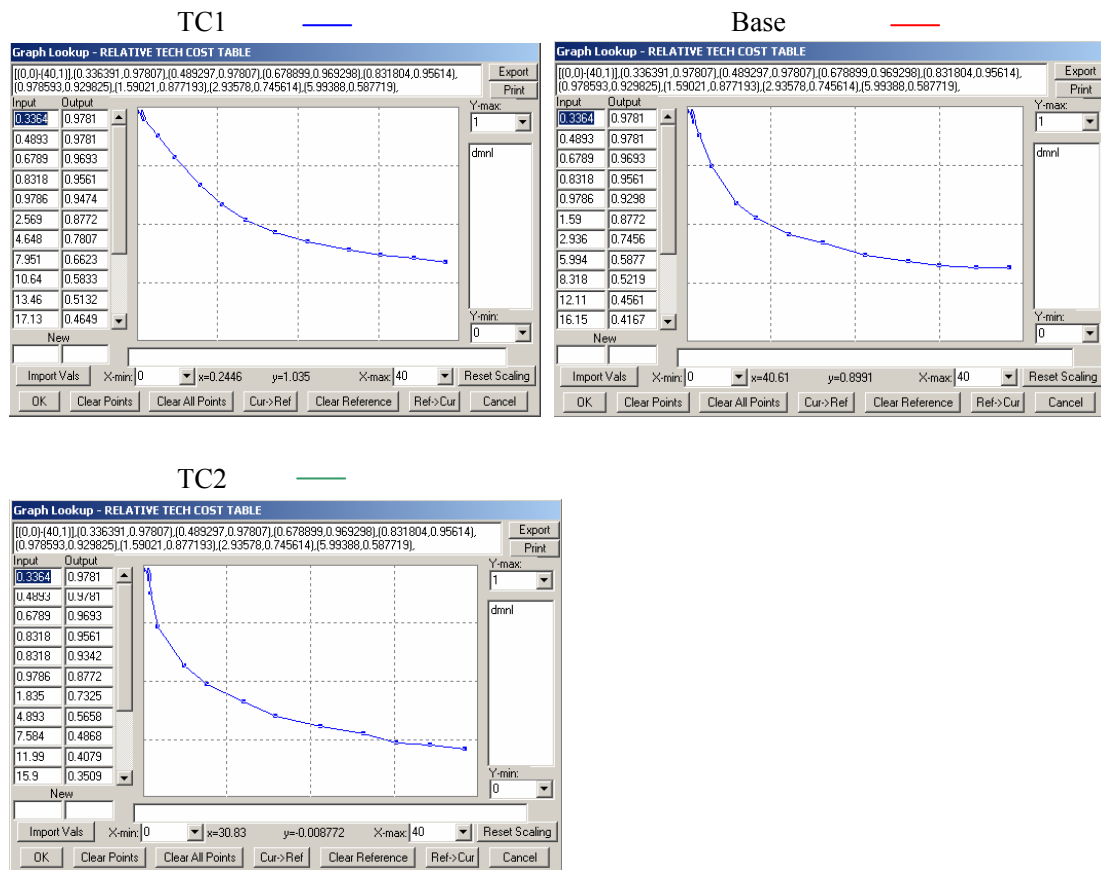 TC1
Graph Lookup - RELATIVE TECH COST TABLE
[(0,0)-(40,1)],(0.336391,0.97807),(0.489297,0.97807),(0.678899,0.969298),(0.831804,0.95614),
(0.978593,0.929825),(1.59021,0.877193),(2.93578,0.745614),(5.99388,0.587719),
Export
Print
Input Output
0.3364 0.9781
0.4893 0.9781
0.6789 0.9693
0.8318 0.9561
0.9786 0.9474
2.569 0.8772
4.648 0.7807
7.951 0.6623
10.64 0.5833
13.46 0.5132
17.13 0.4649
New
Y-max:
1
dmnl
Y-min:
0
Import Vals X-min: 0 x=0.2446 y=1.035 X-max: 40 Reset Scaling
OK Clear Points Clear All Points Cur->Ref Clear Reference Ref->Cur Cancel
Base
Graph Lookup - RELATIVE TECH COST TABLE
[(0,0)-(40,1)],(0.336391,0.97807),(0.489297,0.97807),(0.678899,0.969298),(0.831804,0.95614),
(0.978593,0.929825),(1.59021,0.877193),(2.93578,0.745614),(5.99388,0.587719),
Export
Print
Input Output
0.3364 0.9781
0.4893 0.9781
0.6789 0.9693
0.8318 0.9561
0.9786 0.9298
1.59 0.8772
2.936 0.7456
5.994 0.5877
8.318 0.5219
12.11 0.4561
16.15 0.4167
New
Y-max:
1
dmnl
Y-min:
0
Import Vals X-min: 0 x=40.61 y=0.8991 X-max: 40 Reset Scaling
OK Clear Points Clear All Points Cur->Ref Clear Reference Ref->Cur Cancel
TC2
Graph Lookup - RELATIVE TECH COST TABLE
[(0,0)-(40,1)],(0.336391,0.97807),(0.489297,0.97807),(0.678899,0.969298),(0.831804,0.95614),
(0.978593,0.929825),(1.59021,0.877193),(2.93578,0.745614),(5.99388,0.587719),
Export
Print
Input Output
0.3364 0.9781
0.4893 0.9781
0.6789 0.9693
0.8318 0.9561
0.8318 0.9342
0.9786 0.8772
1.835 0.7325
4.893 0.5658
7.584 0.4868
11.99 0.4079
15.9 0.3509
New
Y-max:
1
dmnl
Y-min:
0
Import Vals X-min: 0 x=30.83 y=-0.008772 X-max: 40 Reset Scaling
OK Clear Points Clear All Points Cur->Ref Clear Reference Ref->Cur Cancel